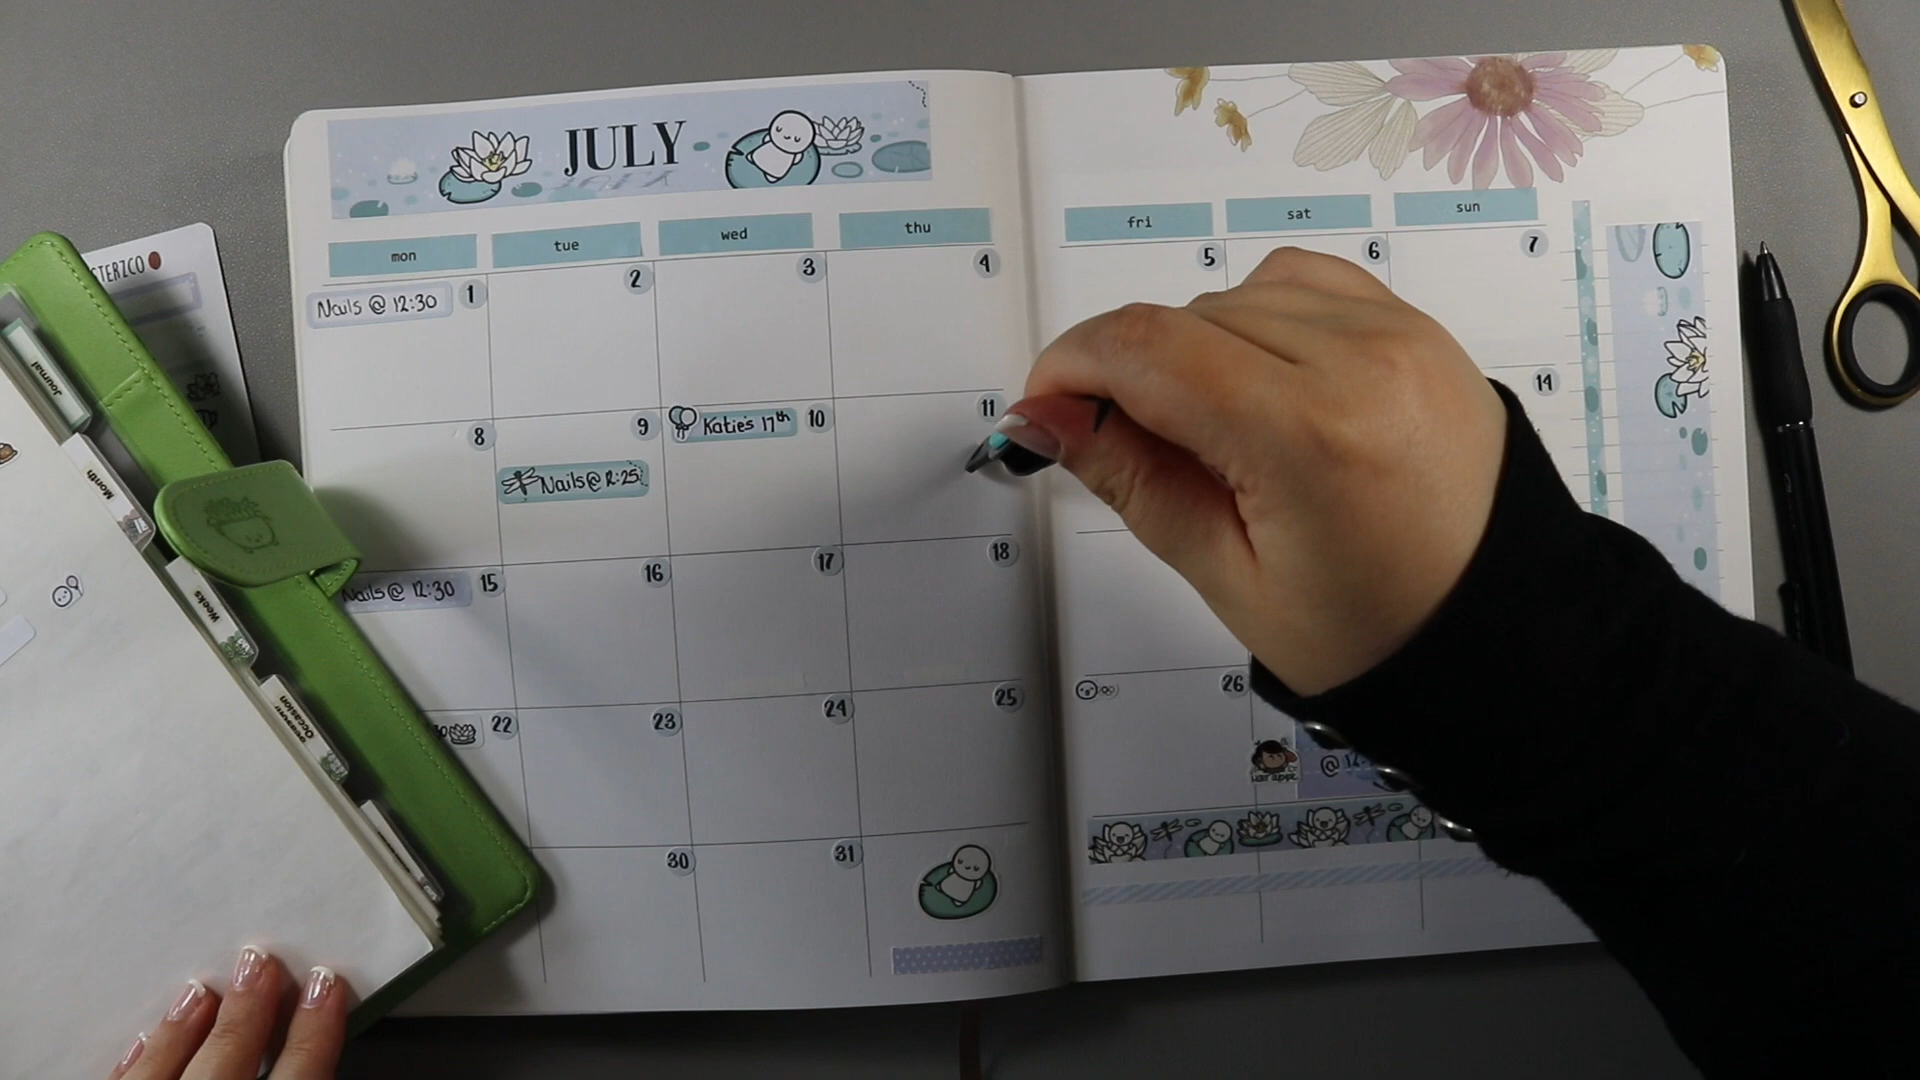 JULY
mon
tue
wed
thu
fri
sat
sun
Nails @ 12:30
1
2
3
4
5
6
7
8
9
Katie's 17th
10
11
14
Nails @ 12:25
Nails @ 12:30
15
16
17
18
22
23
24
25
26
30
31
Journal
Month
Weeks
Occasion